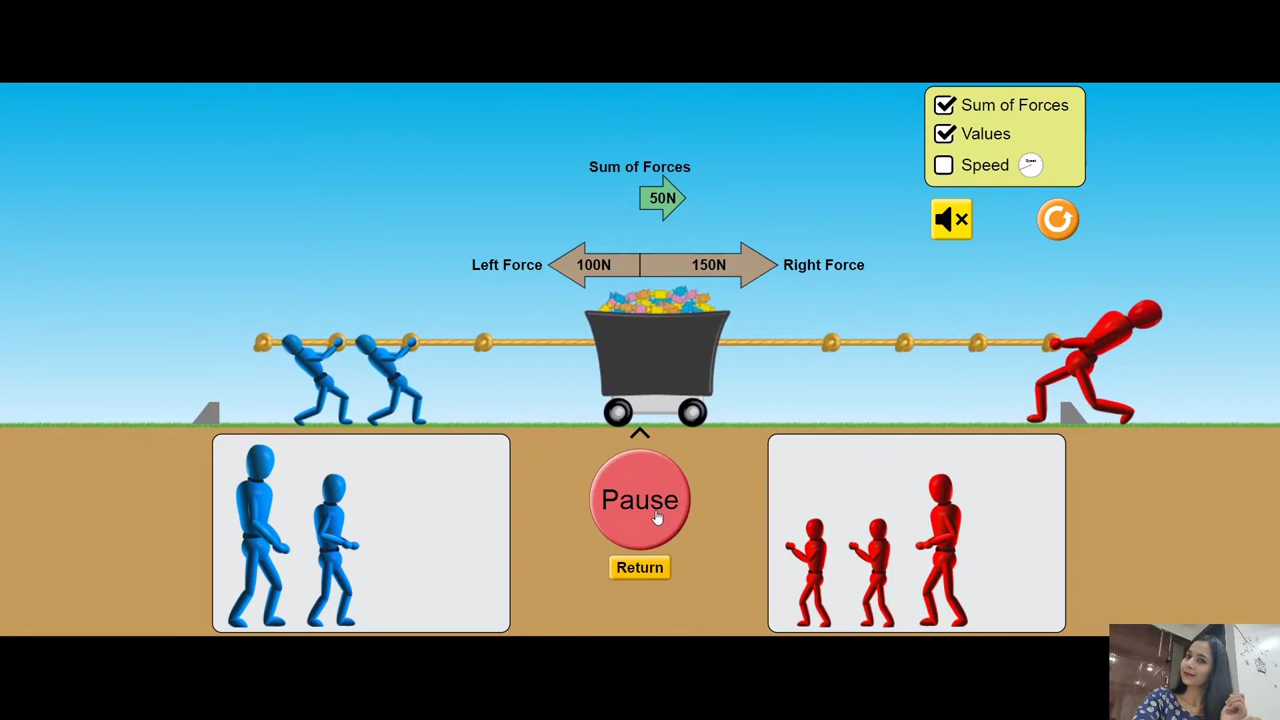 Sum of Forces
Values
Speed
Sum of Forces
50N
Left Force 100N 150N Right Force
Pause
Return